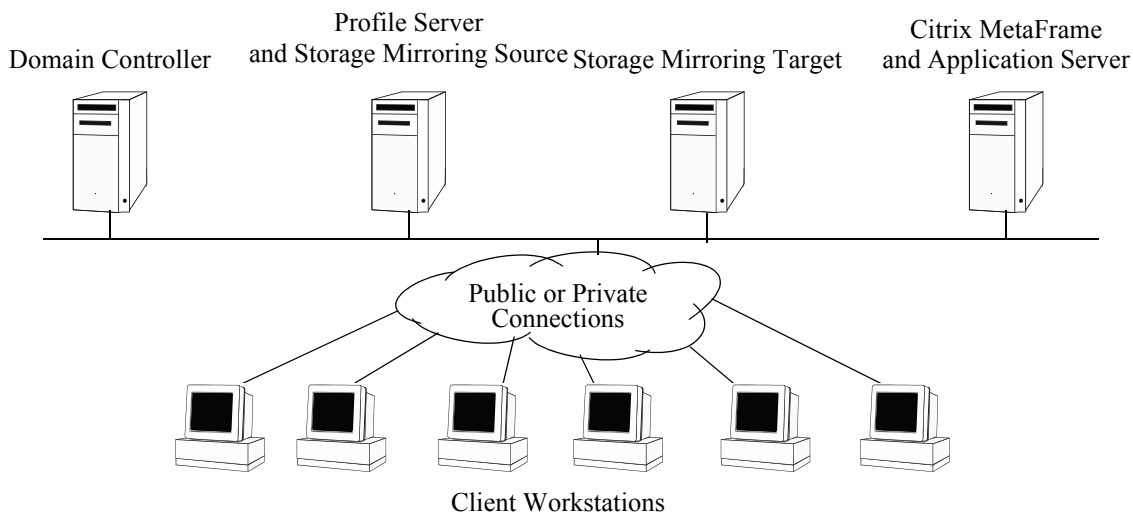 Domain Controller
Profile Server
and Storage Mirroring Source
Storage Mirroring Target
Citrix MetaFrame
and Application Server
Public or Private
Connections
Client Workstations